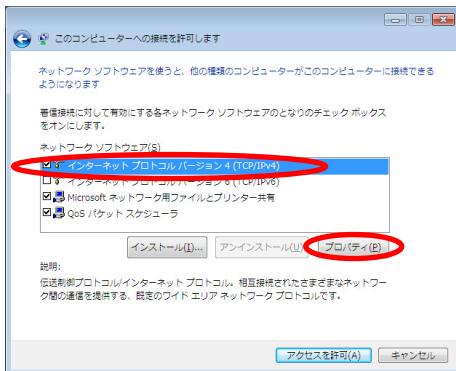 このコンピューターへの接続を許可します
ネットワーク ソフトウェアを使うと、他の種類のコンピューターがこのコンピューターに接続できる
ようになります
着信接続に対して有効にする各ネットワーク ソフトウェアのとなりのチェック ボックス
をオンにします。
ネットワーク ソフトウェア(S)
インターネット プロトコル バージョン 4 (TCP/IPv4)
インターネット プロトコル バージョン 6 (TCP/IPv6)
Microsoft ネットワーク用ファイルとプリンター共有
QoS パケット スケジューラ
インストール(I)... アンインストール(U) プロパティ(P)
説明:
伝送制御プロトコル/インターネット プロトコル。相互接続されたさまざまなネットワー
ク間の通信を提供する、既定のワイド エリア ネットワーク プロトコルです。
アクセスを許可(A) キャンセル